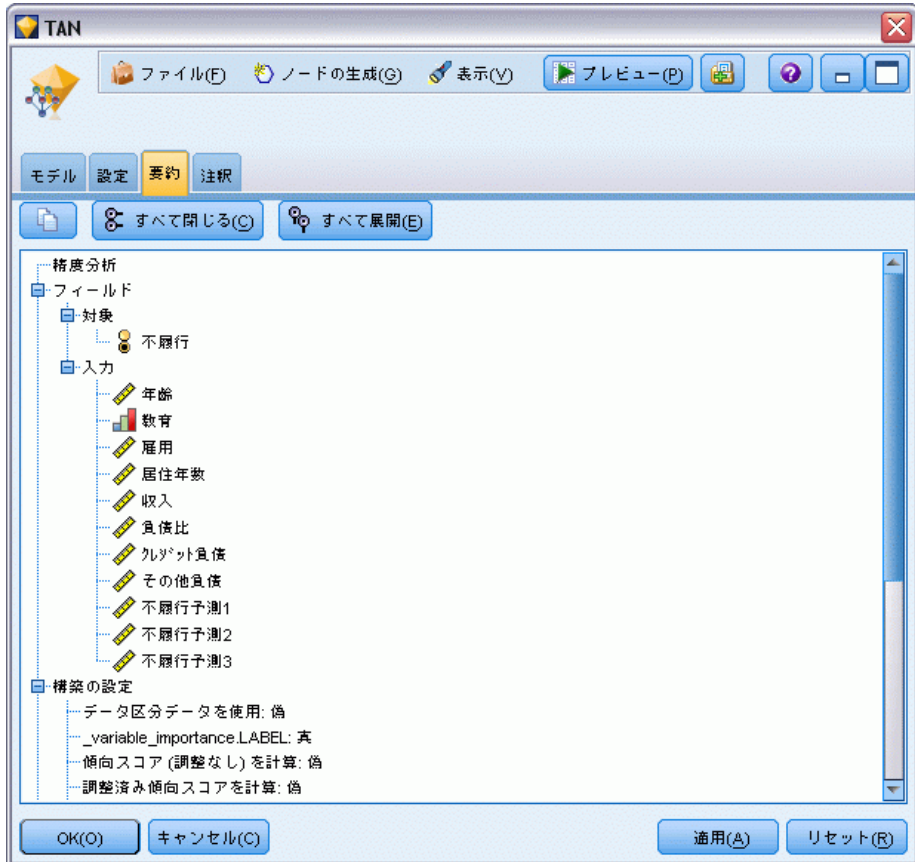 TAN
ファイル(F) ノードの生成(G) 表示(V) プレビュー(P)
モデル 設定 要約 注釈
すべて閉じる(C) すべて展開(E)
精度分析
フィールド
対象
不履行
入力
年齢
教育
雇用
居住年数
収入
負債比
クレジット負債
その他負債
不履行予測1
不履行予測2
不履行予測3
構築の設定
データ区分データを使用: 偽
_variable_importance.LABEL: 真
傾向スコア (調整なし) を計算: 偽
調整済み傾向スコアを計算: 偽
OK(O) キャンセル(C) 適用(A) リセット(R)